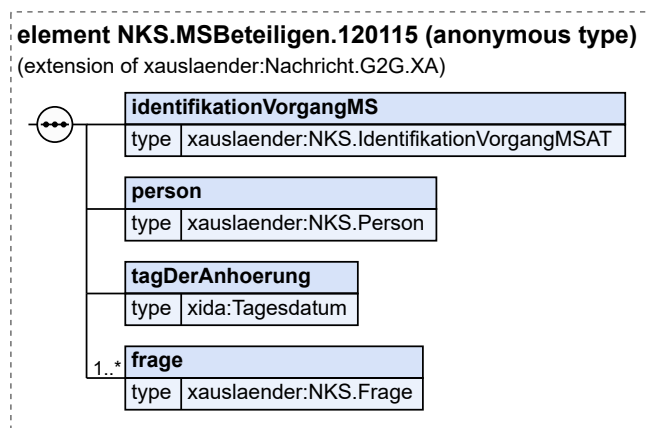 element NKS.MSBeteiligen.120115 (anonymous type)
(extension of xauslaender:Nachricht.G2G.XA)
identifikationVorgangMS
type xauslaender:NKS.IdentifikationVorgangMSAT
person
type xauslaender:NKS.Person
tagDerAnhoerung
type xida:Tagesdatum
1..* frage
type xauslaender:NKS.Frage